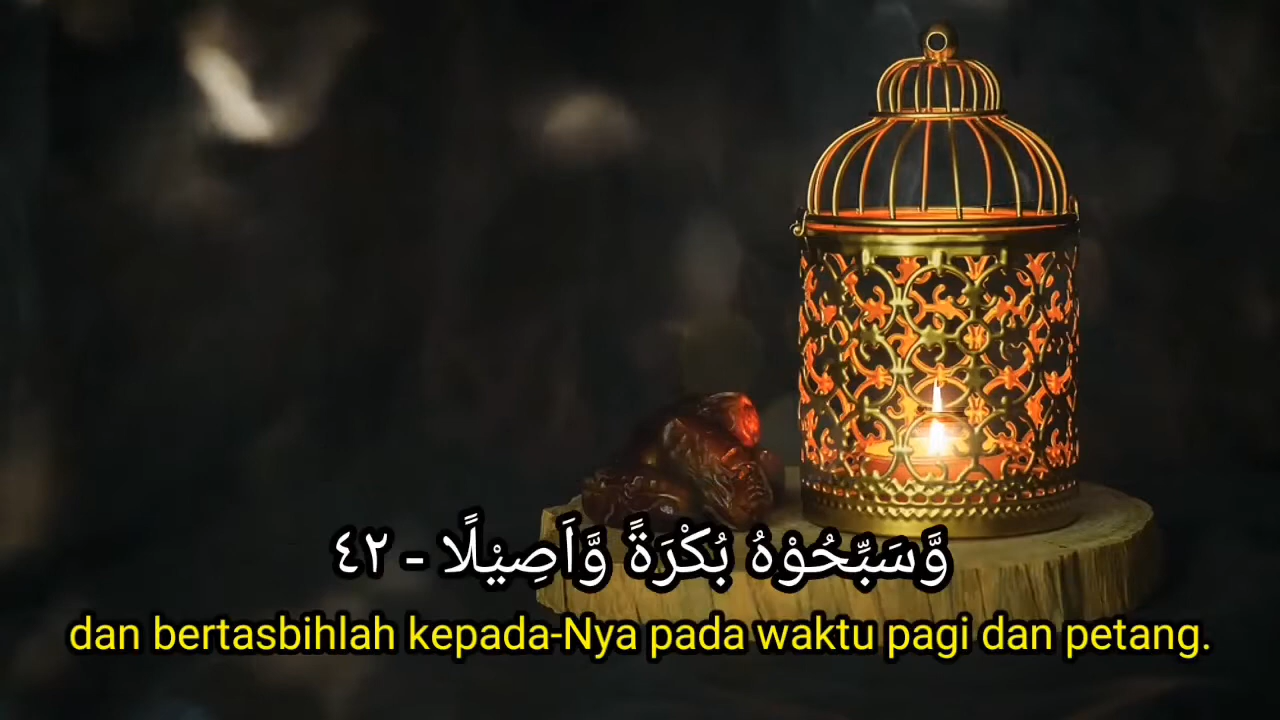 وَّسَبِّحُوْهُ بُكْرَةً وَّاَصِيْلًا - ٤٢
dan bertasbihlah kepada-Nya pada waktu pagi dan petang.